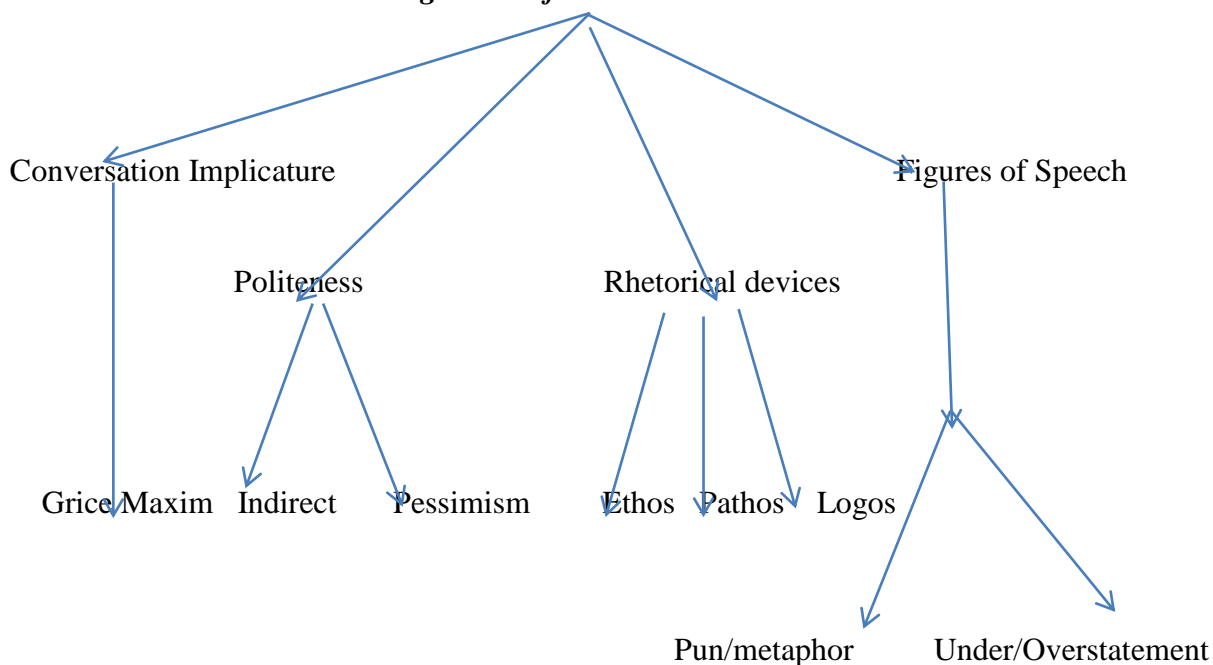 Conversation Implicature
Figures of Speech
Politeness
Rhetorical devices
Grice Maxim
Indirect
Pessimism
Ethos
Pathos
Logos
Pun/metaphor
Under/Overstatement